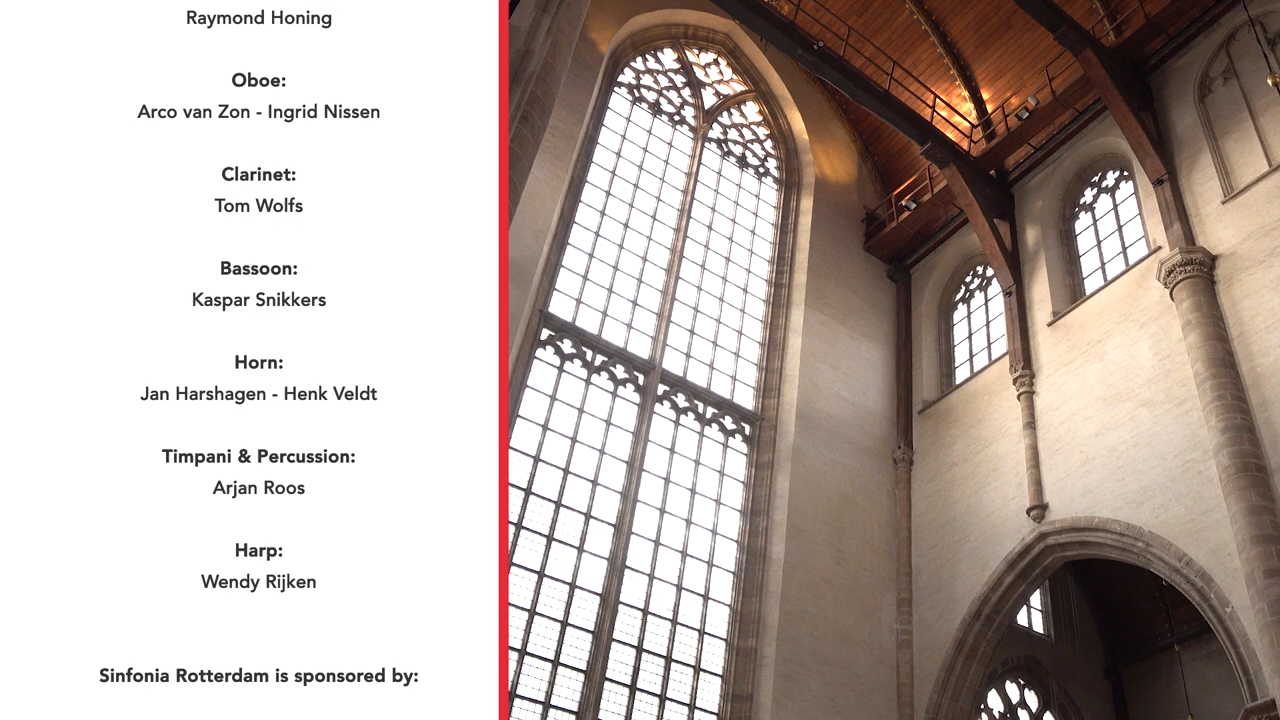 Raymond Honing
Oboe:
Arco van Zon - Ingrid Nissen
Clarinet:
Tom Wolfs
Bassoon:
Kaspar Snikkers
Horn:
Jan Harshagen - Henk Veldt
Timpani & Percussion:
Arjan Roos
Harp:
Wendy Rijken
Sinfonia Rotterdam is sponsored by: